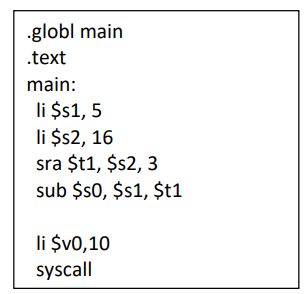 .globl main
.text
main:
li $s1, 5
li $s2, 16
sra $t1, $s2, 3
sub $s0, $s1, $t1
li $v0,10
syscall